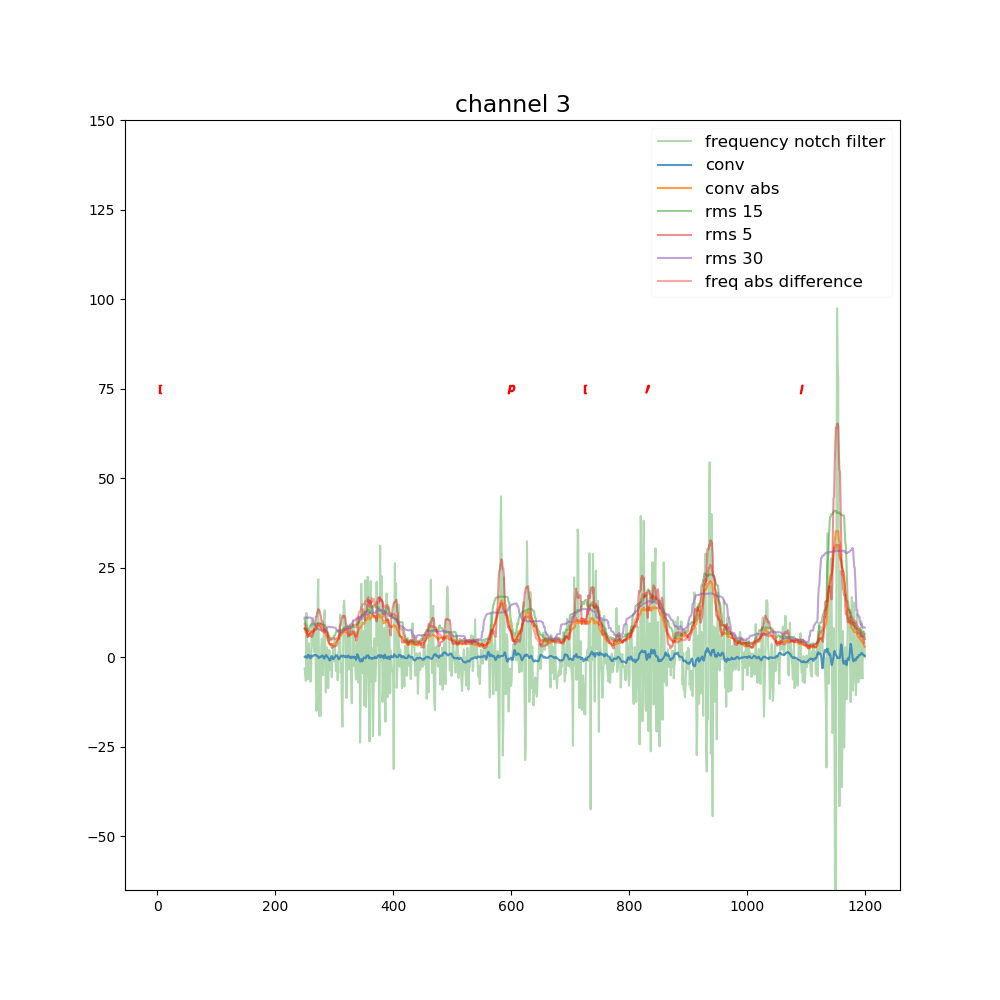 channel 3
150
125
100
75
50
25
0
−25
−50
0 200 400 600 800 1000 1200
frequency notch filter
conv
conv abs
rms 15
rms 5
rms 30
freq abs difference